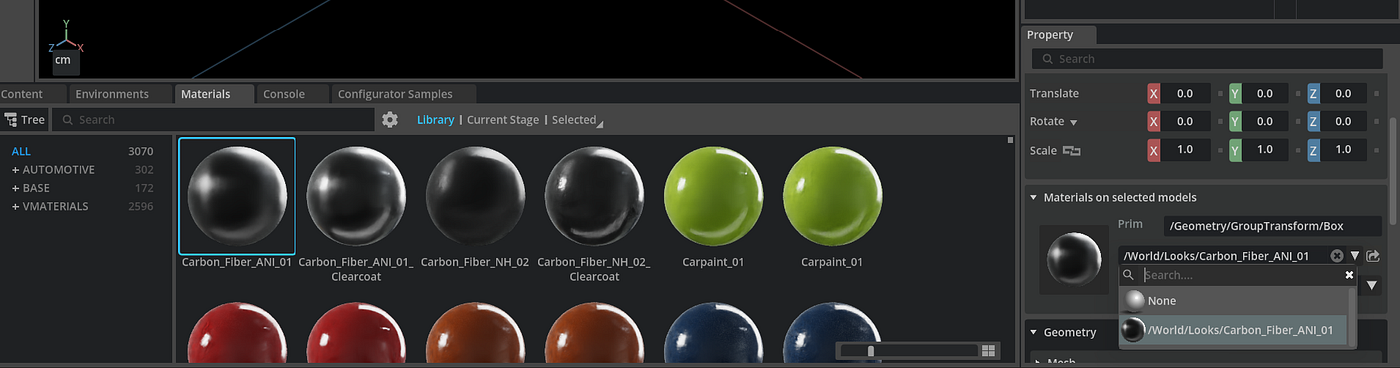 Y
Z X
cm
Content Environments Materials Console Configurator Samples
Tree Search Library | Current Stage | Selected
ALL 3070
+ AUTOMOTIVE 302
+ BASE 172
+ VMATERIALS 2596
Carbon_Fiber_ANI_01 Carbon_Fiber_ANI_01_ Carbon_Fiber_NH_02 Carbon_Fiber_NH_02_ Carpaint_01 Carpaint_01
Clearcoat Clearcoat
Property
Search
Translate X 0.0 Y 0.0 Z 0.0
Rotate X 0.0 Y 0.0 Z 0.0
Scale X 1.0 Y 1.0 Z 1.0
Materials on selected models
Prim /Geometry/GroupTransform/Box
/World/Looks/Carbon_Fiber_ANI_01
Search....
None
/World/Looks/Carbon_Fiber_ANI_01
Geometry
Mesh